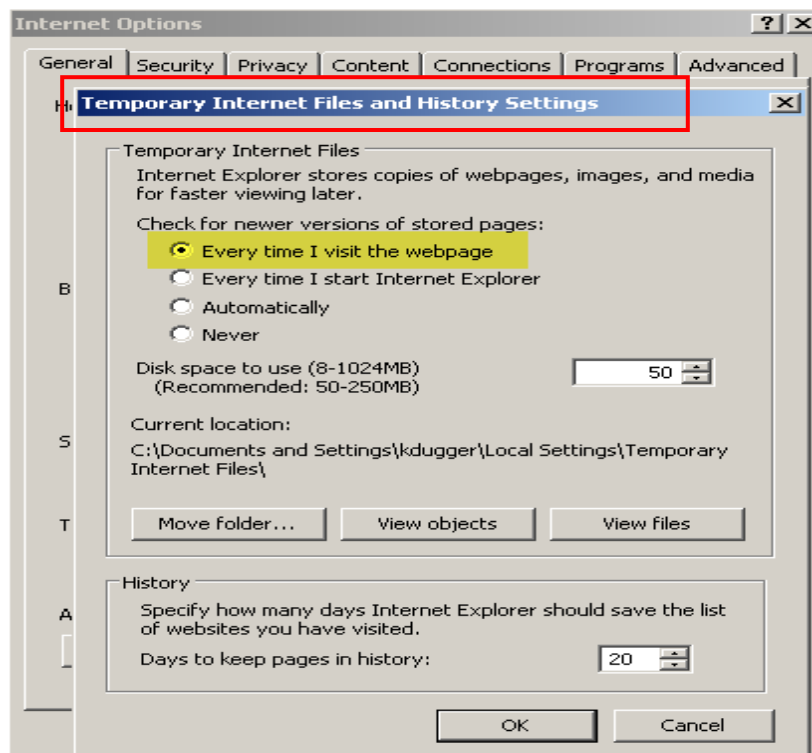 Internet Options
General Security Privacy Content Connections Programs Advanced
H
Temporary Internet Files and History Settings
Temporary Internet Files
Internet Explorer stores copies of webpages, images, and media
for faster viewing later.
Check for newer versions of stored pages:
Every time I visit the webpage
Every time I start Internet Explorer
B
Automatically
Never
Disk space to use (8-1024MB)
50
(Recommended: 50-250MB)
Current location:
S
C:\Documents and Settings\kdugger\Local Settings\Temporary
Internet Files\
T
Move folder... View objects View files
History
A
Specify how many days Internet Explorer should save the list
of websites you have visited.
Days to keep pages in history: 20
OK Cancel